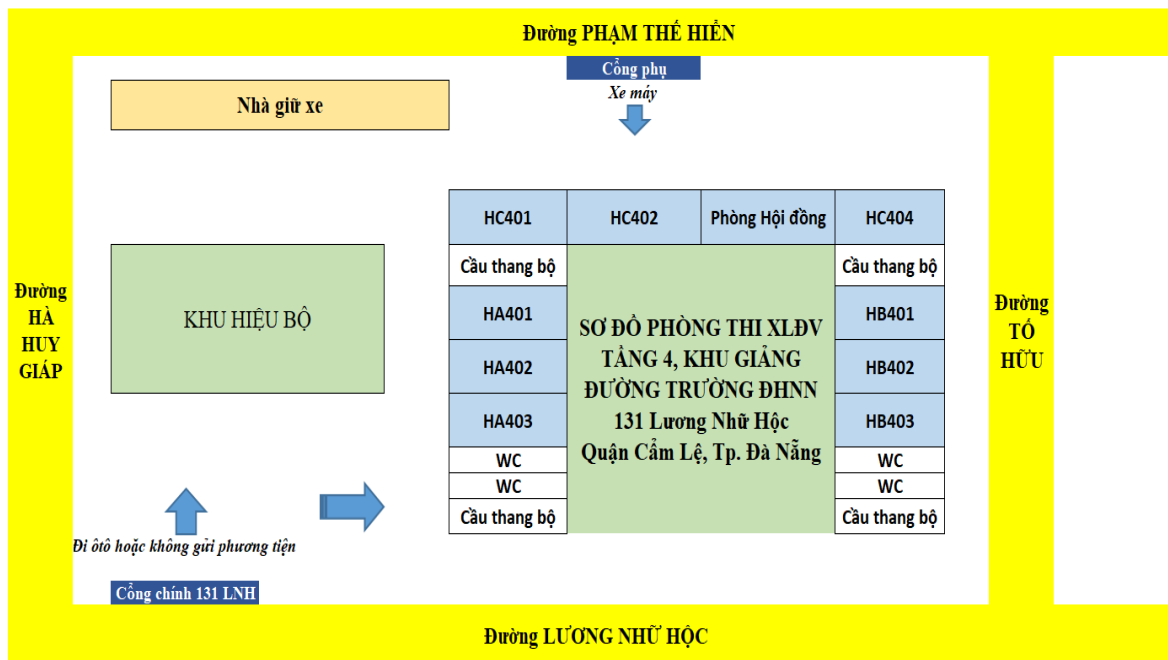 Đường PHẠM THẾ HIỂN
Cổng phụ
Xe máy
Nhà giữ xe
HC401
HC402
Phòng Hội đồng
HC404
Cầu thang bộ
Cầu thang bộ
Đường
HÀ
HUY
GIÁP
KHU HIỆU BỘ
HA401
HA402
HA403
WC
WC
Cầu thang bộ
SƠ ĐỒ PHÒNG THI XLĐV
TẦNG 4, KHU GIẢNG
ĐƯỜNG TRƯỜNG ĐHNN
131 Lương Nhữ Hộc
Quận Cẩm Lệ, Tp. Đà Nẵng
HB401
HB402
HB403
WC
WC
Cầu thang bộ
Đường
TỐ
HỮU
Đi ôtô hoặc không gửi phương tiện
Cổng chính 131 LNH
Đường LƯƠNG NHỮ HỘC